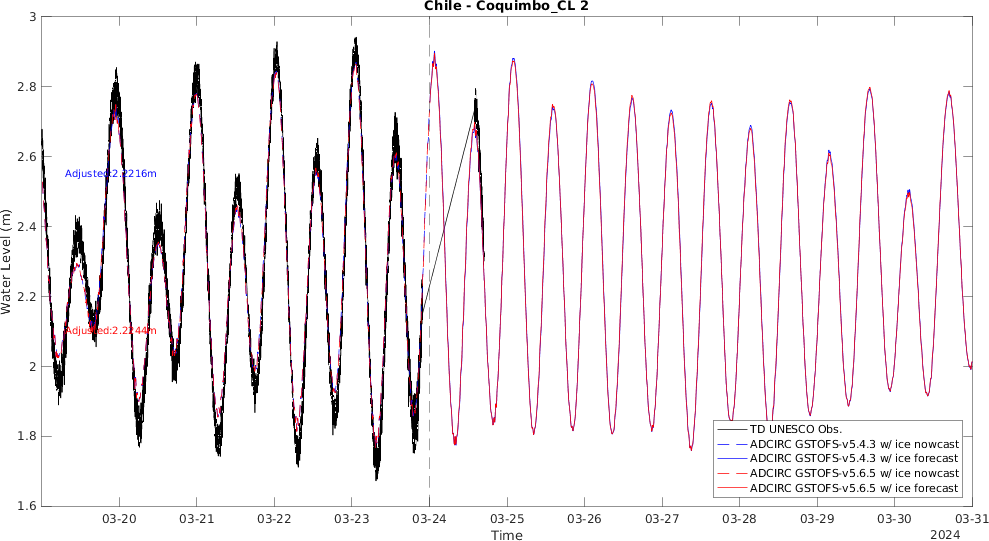 Chile - Coquimbo_CL 2
Water Level (m)
3
2.8
2.6
2.4
2.2
2
1.8
1.6
Adjusted:2.2216m
Adjusted:2.2244m
TD UNESCO Obs.
ADCIRC GSTOFS-v5.4.3 w/ ice nowcast
ADCIRC GSTOFS-v5.4.3 w/ ice forecast
ADCIRC GSTOFS-v5.6.5 w/ ice nowcast
ADCIRC GSTOFS-v5.6.5 w/ ice forecast
03-20 03-21 03-22 03-23 03-24 03-25 03-26 03-27 03-28 03-29 03-30 03-31
Time
2024